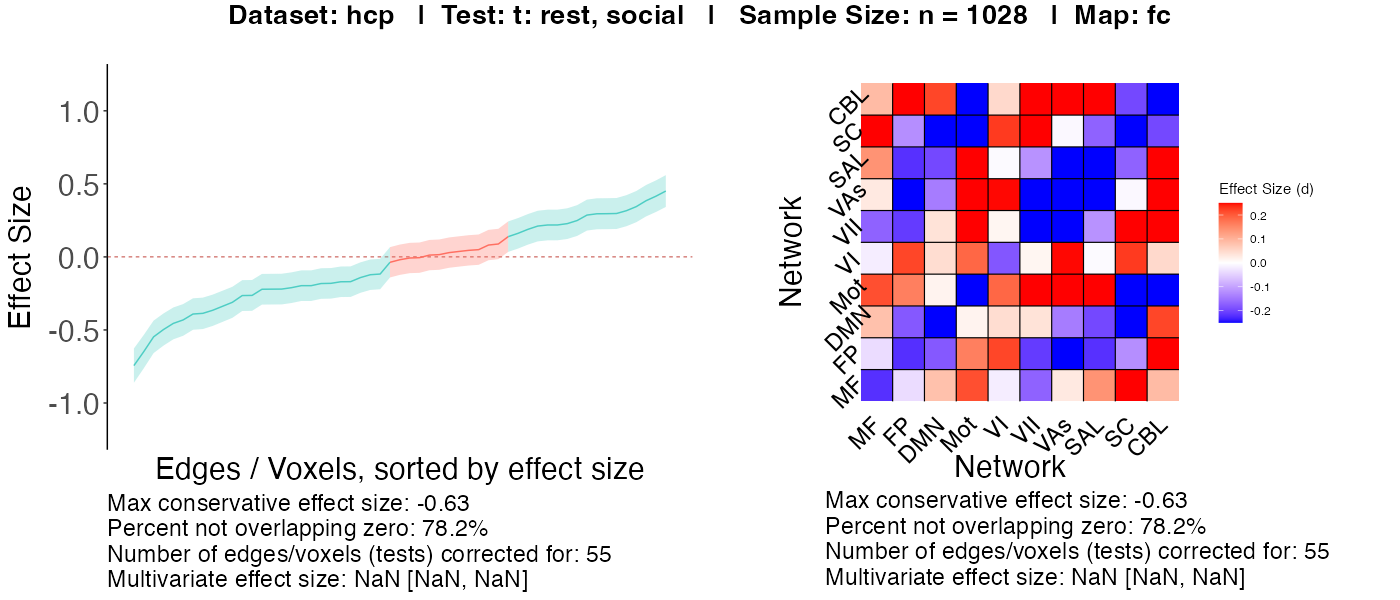 Dataset: hcp | Test: t: rest, social | Sample Size: n = 1028 | Map: fc
Effect Size
1.0
0.5
0.0
-0.5
-1.0
Edges / Voxels, sorted by effect size
Max conservative effect size: -0.63
Percent not overlapping zero: 78.2%
Number of edges/voxels (tests) corrected for: 55
Multivariate effect size: NaN [NaN, NaN]
Network
CBL
SC
SAL
VAs
VII
VI
Mot
DMN
FP
MF
MF FP DMN Mot VI VII VAs SAL SC CBL
Network
Effect Size (d)
0.2
0.1
0.0
-0.1
-0.2
Max conservative effect size: -0.63
Percent not overlapping zero: 78.2%
Number of edges/voxels (tests) corrected for: 55
Multivariate effect size: NaN [NaN, NaN]